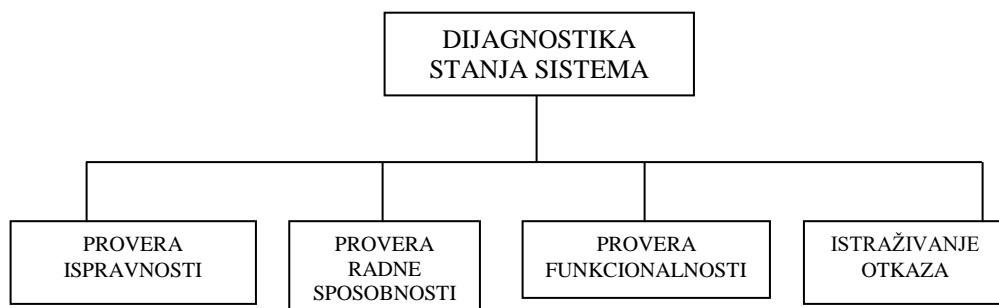 DIJAGNOSTIKA
STANJA SISTEMA
PROVERA
ISPRAVNOSTI
PROVERA
RADNE
SPOSOBNOSTI
PROVERA
FUNKCIONALNOSTI
ISTRAŽIVANJE
OTKAZA